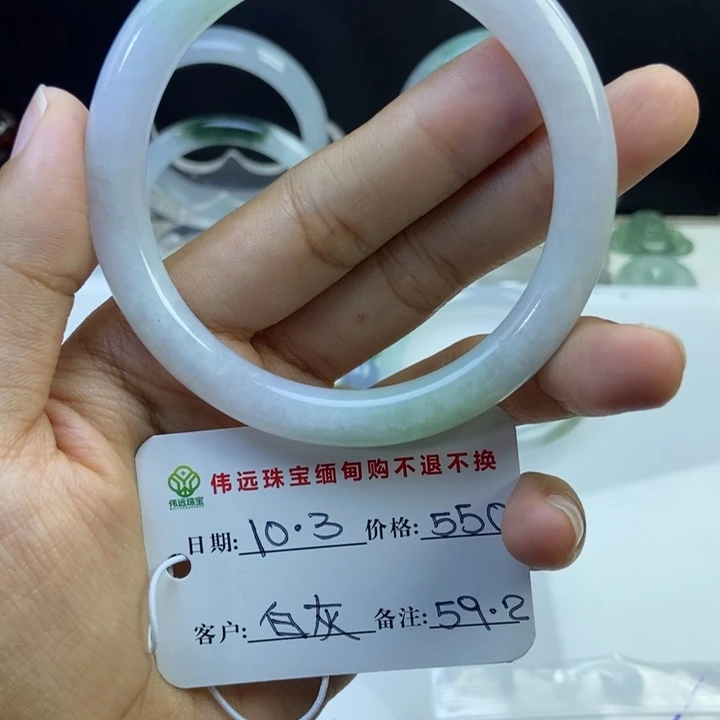 伟远珠宝缅甸购不退不换
伟远珠宝
日期: 10.3 价格: 550
客户: 白灰 备注: 59.2